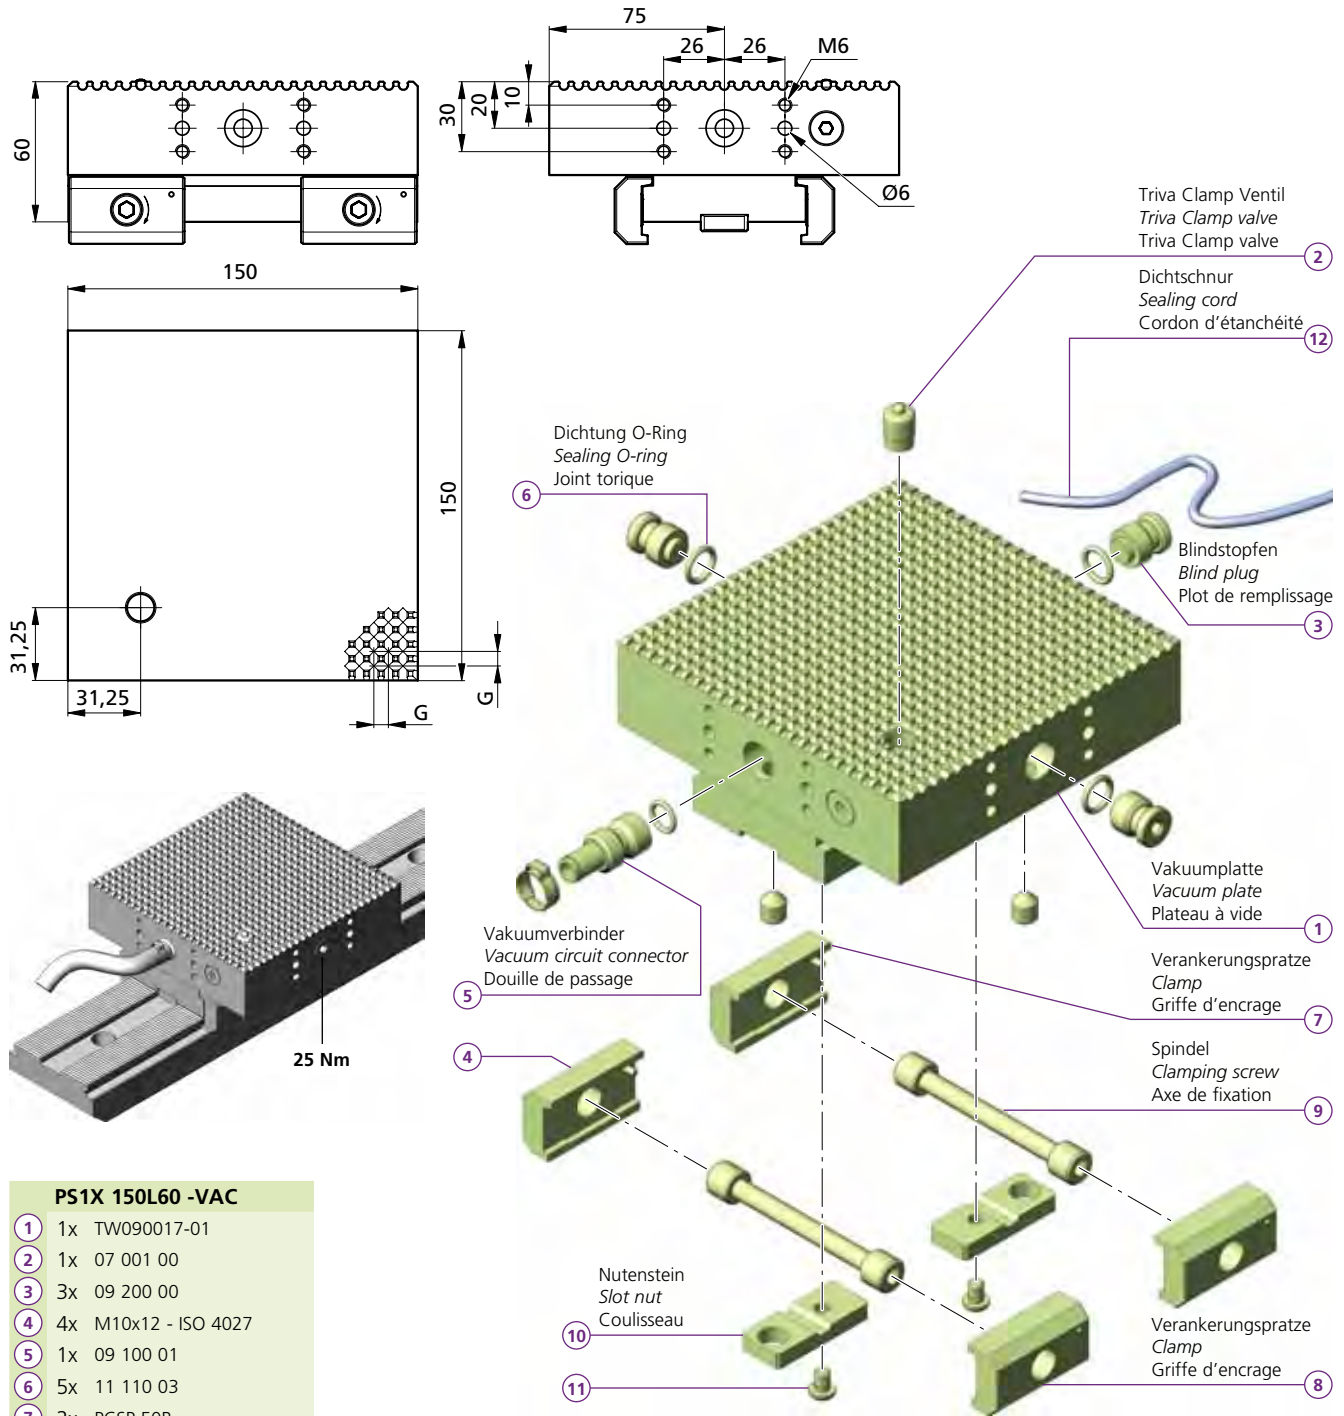 75
26
26
M6
30
20
10
60
Ø6
150
150
31,25
31,25
G
G
Triva Clamp Ventil
Triva Clamp valve
Triva Clamp valve
2
Dichtschnur
Sealing cord
Cordon d'étanchéité
12
Dichtung O-Ring
Sealing O-ring
Joint torique
6
Blindstopfen
Blind plug
Plot de remplissage
3
Vakuumplatte
Vacuum plate
Plateau à vide
1
Vakuumverbinder
Vacuum circuit connector
Douille de passage
5
Verankerungspratze
Clamp
Griffe d'encrage
7
4
Spindel
Clamping screw
Axe de fixation
9
25 Nm
Nutenstein
Slot nut
Coulisseau
10
11
Verankerungspratze
Clamp
Griffe d'encrage
8
PS1X 150L60 -VAC
1 1x TW090017-01
2 1x 07 001 00
3 3x 09 200 00
4 4x M10x12 - ISO 4027
5 1x 09 100 01
6 5x 11 110 03
7 2x